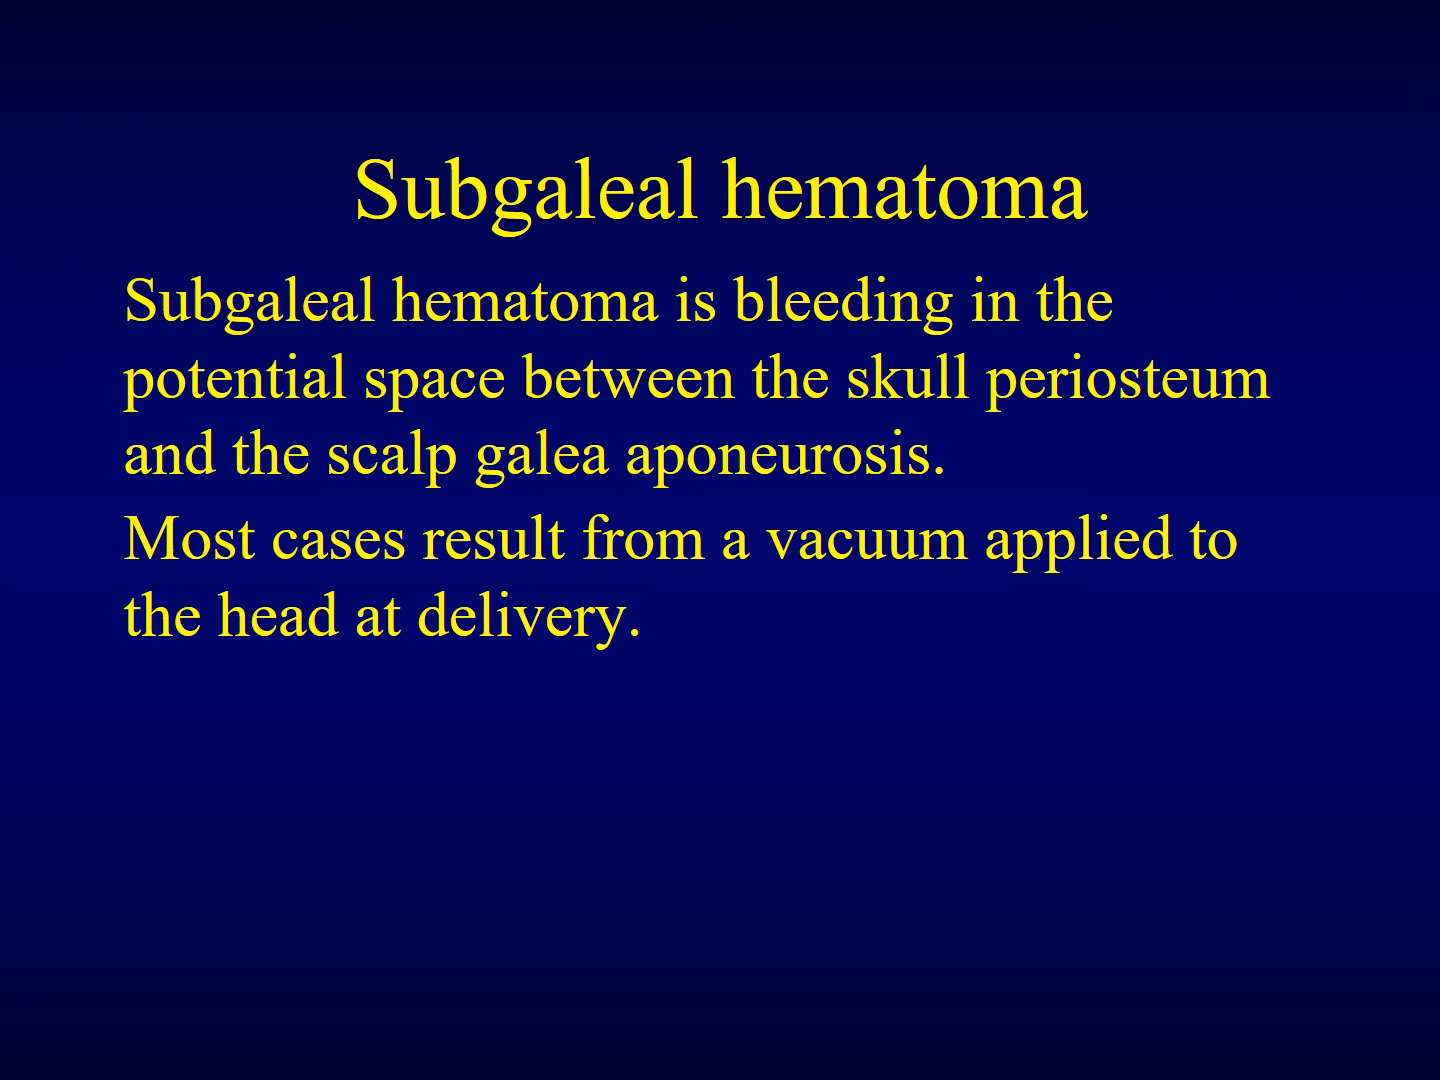 Subgaleal hematoma
Subgaleal hematoma is bleeding in the
potential space between the skull periosteum
and the scalp galea aponeurosis.
Most cases result from a vacuum applied to
the head at delivery.